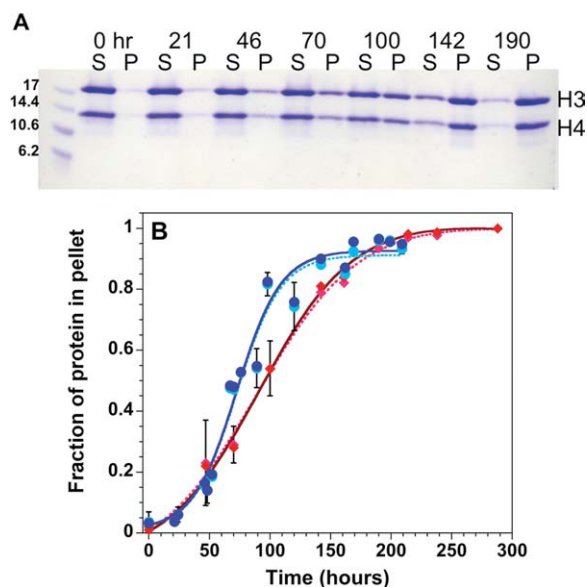 A
0 hr 21 46 70 100 142 190
S P S P S P S P S P S P S P
17
14.4
10.6
6.2
H3
H4
B
Fraction of protein in pellet
1
0.8
0.6
0.4
0.2
0
0 50 100 150 200 250 300
Time (hours)